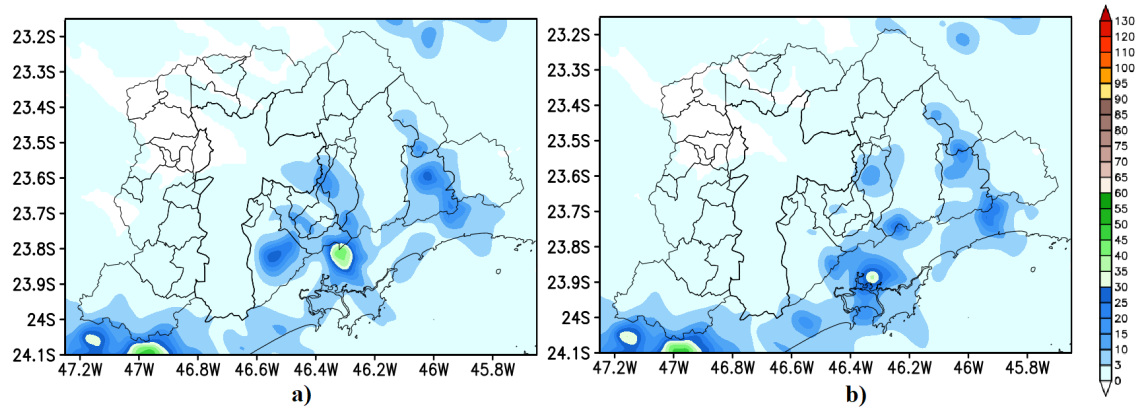 23.2S
23.3S
23.4S
23.5S
23.6S
23.7S
23.8S
23.9S
24S
24.1S
47.2W 47W 46.8W 46.6W 46.4W 46.2W 46W 45.8W
a)
23.2S
23.3S
23.4S
23.5S
23.6S
23.7S
23.8S
23.9S
24S
24.1S
47.2W 47W 46.8W 46.6W 46.4W 46.2W 46W 45.8W
b)
130
120
110
100
95
90
85
80
75
70
65
60
55
50
45
40
35
30
25
20
15
10
5
3
0